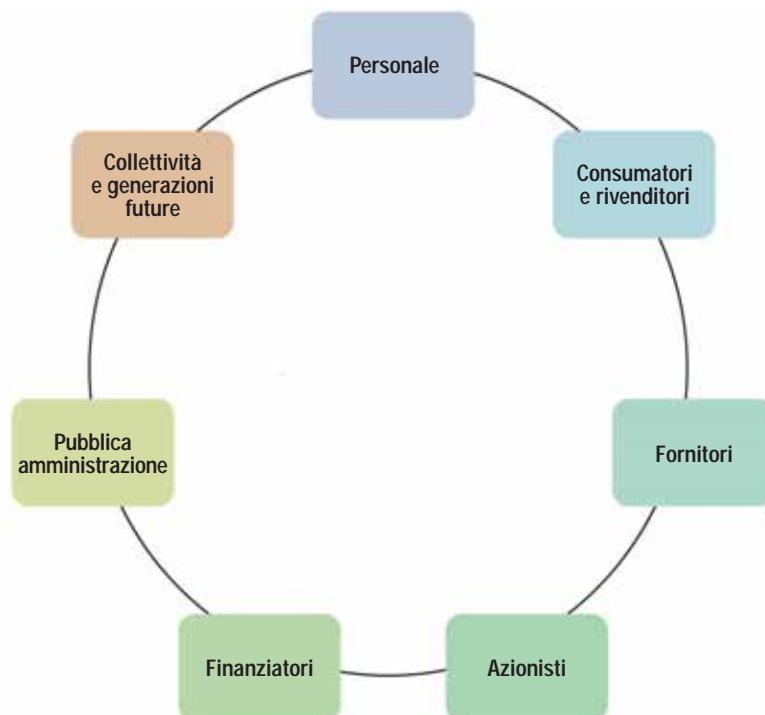 Personale
Consumatori
e rivenditori
Fornitori
Azionisti
Finanziatori
Pubblica
amministrazione
Collettività
e generazioni
future